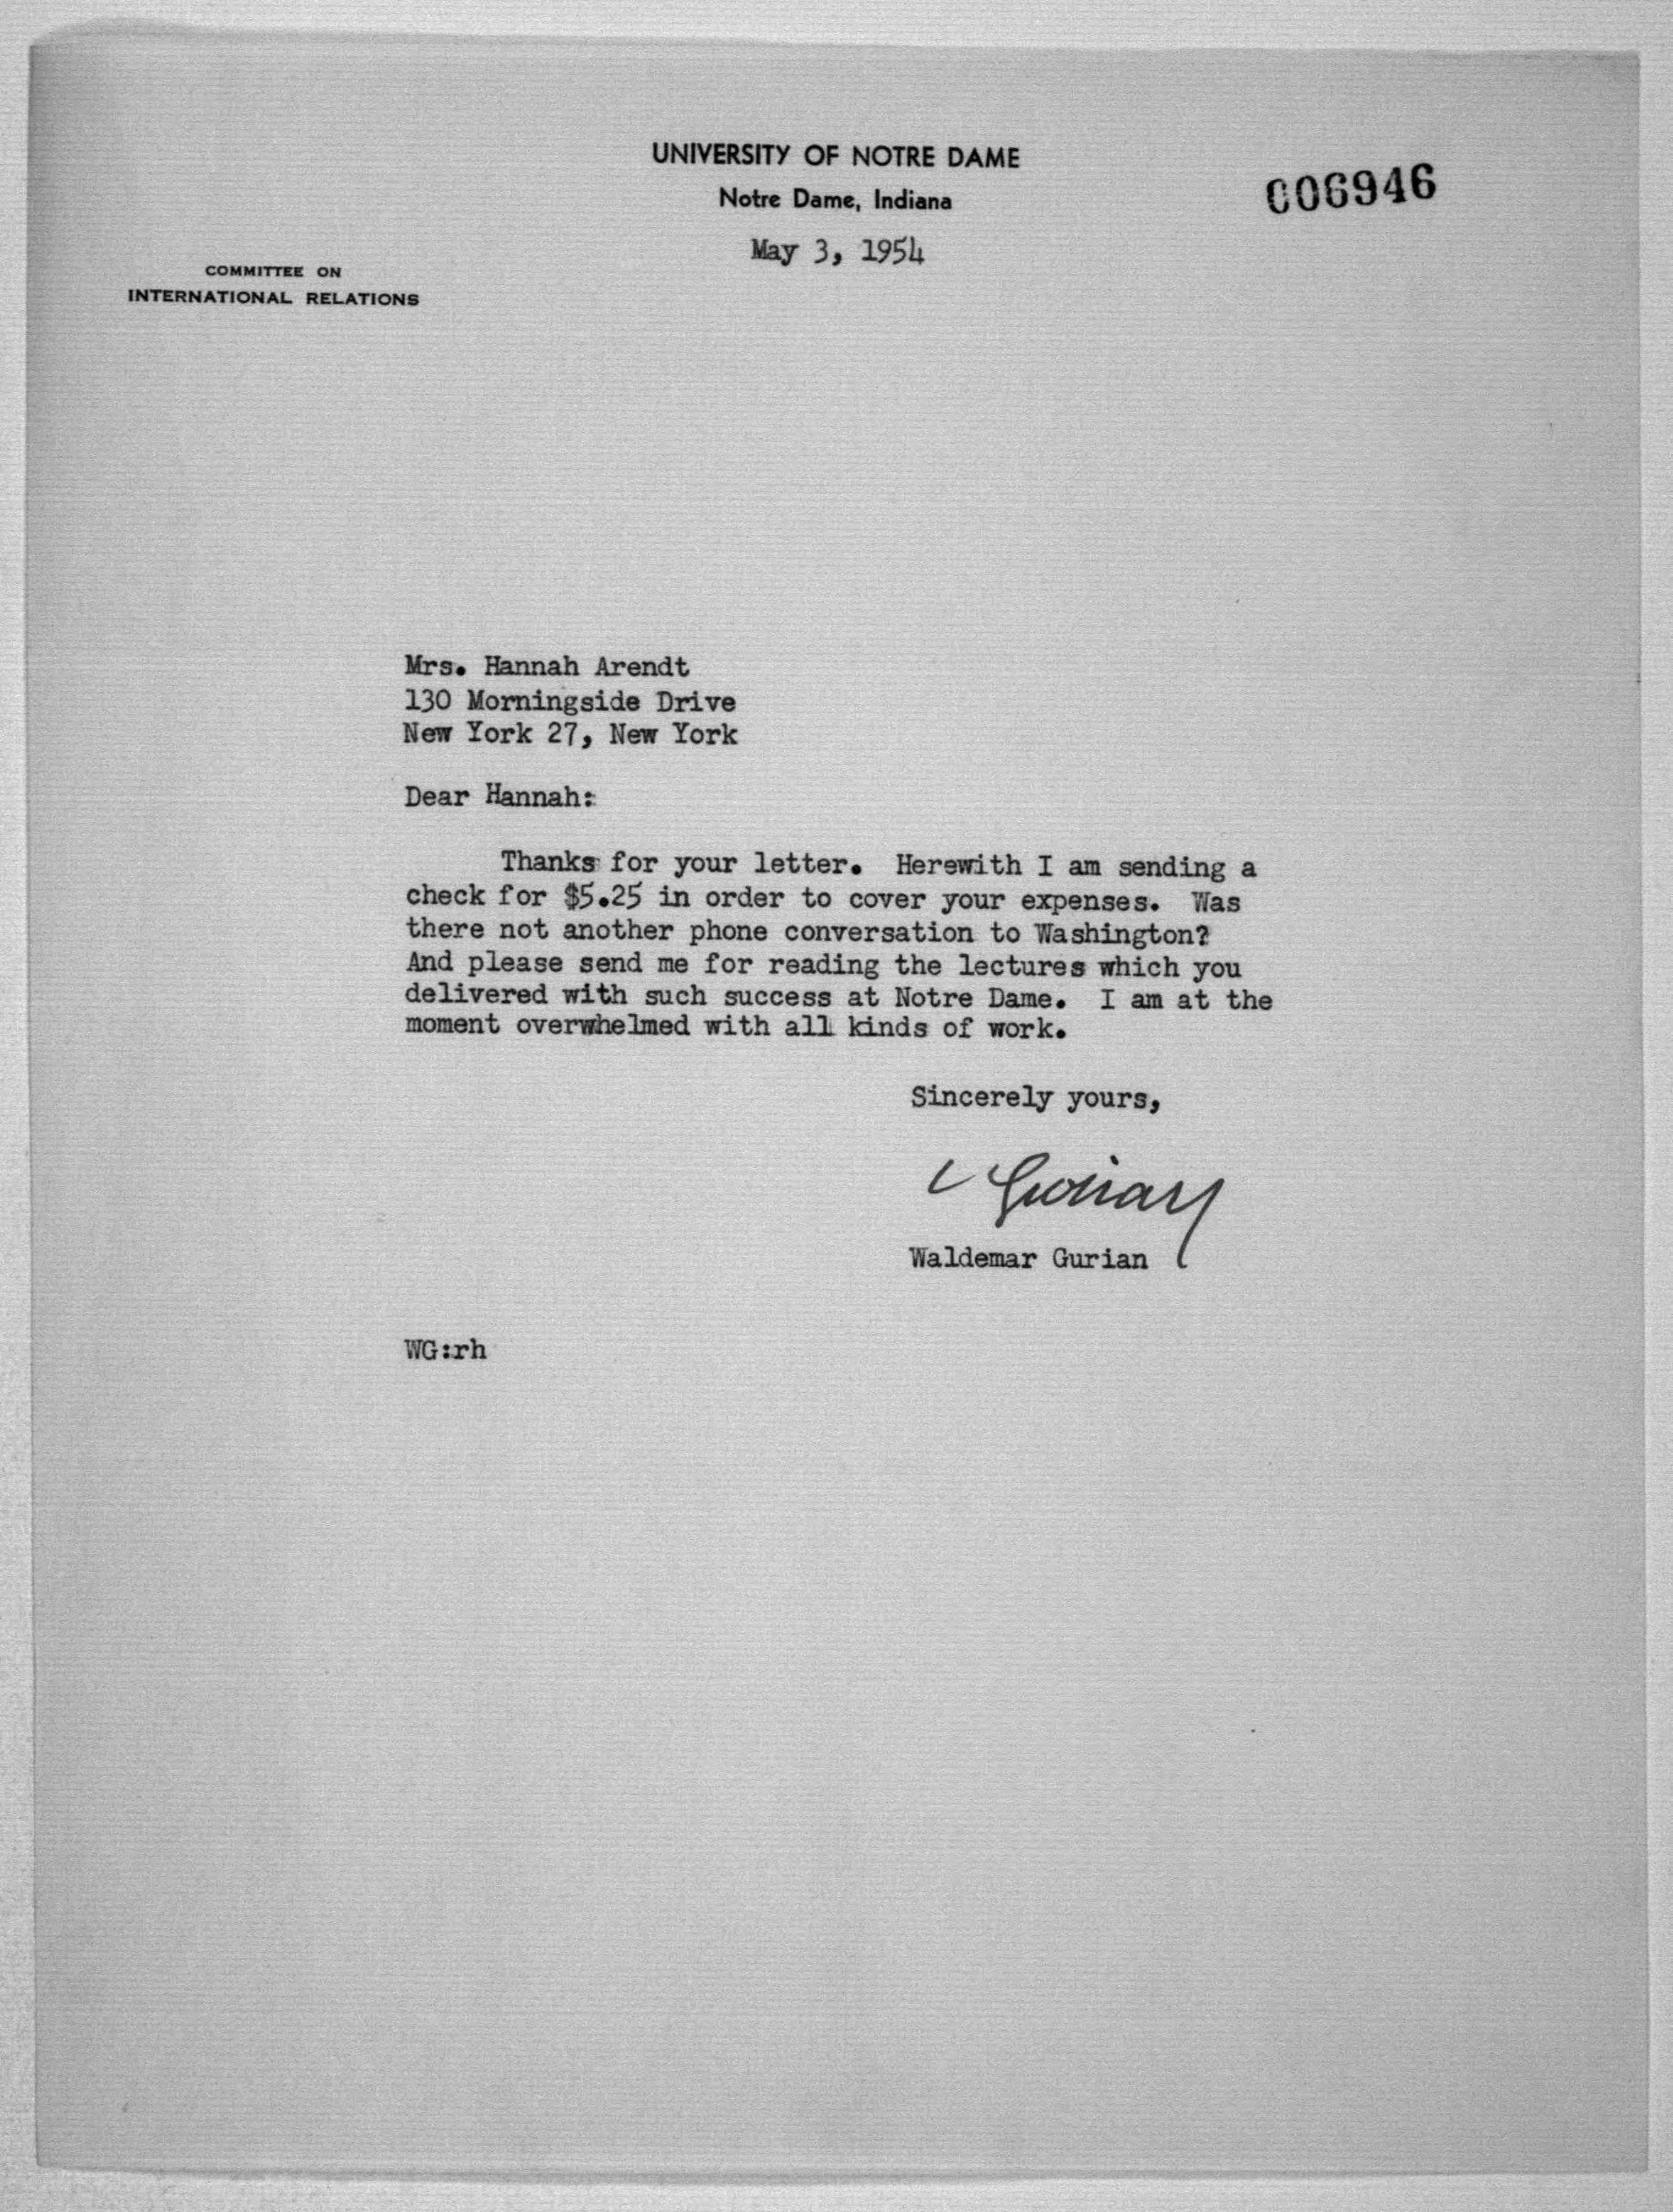 UNIVERSITY OF NOTRE DAME
Notre Dame, Indiana
006946
May 3, 1954
COMMITTEE ON
INTERNATIONAL RELATIONS
Mrs. Hannah Arendt
130 Morningside Drive
New York 27, New York
Dear Hannah:
Thanks for your letter. Herewith I am sending a
check for $5.25 in order to cover your expenses. Was
there not another phone conversation to Washington?
And please send me for reading the lectures which you
delivered with such success at Notre Dame. I am at the
moment overwhelmed with all kinds of work.
Sincerely yours,
Gurian
Waldemar Gurian
WG:rh